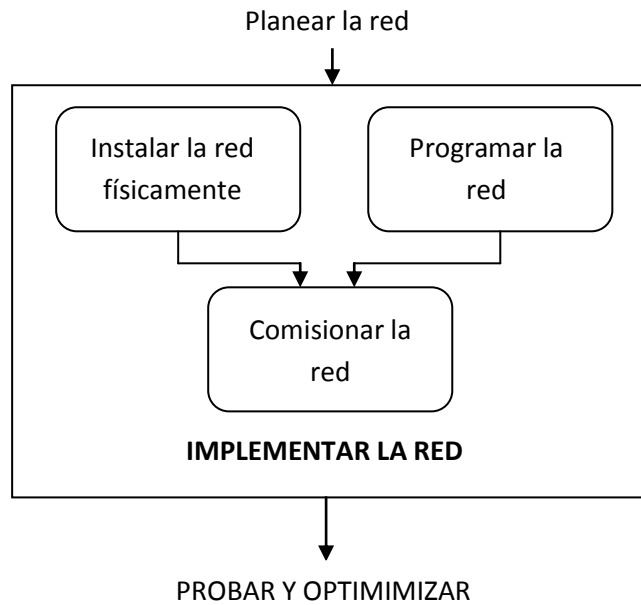 Planear la red
Instalar la red
físicamente
Programar la
red
Comisionar la
red
IMPLEMENTAR LA RED
PROBAR Y OPTIMIMIZAR